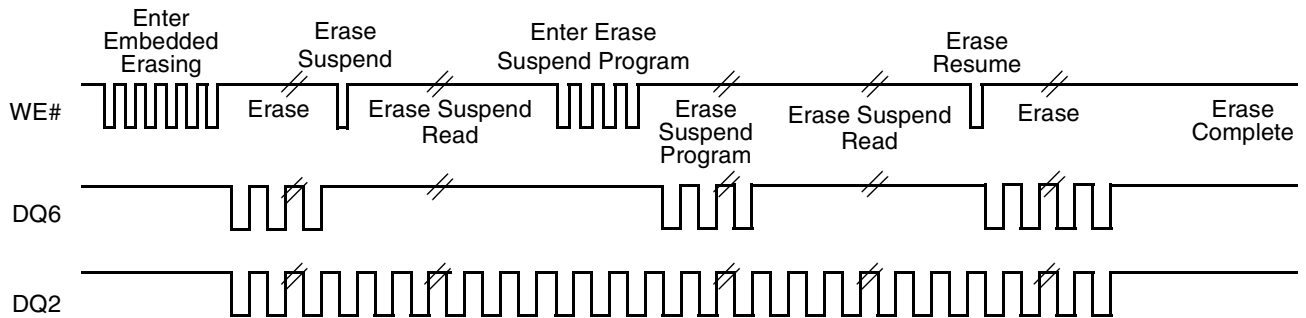 Enter
Embedded
Erasing
Erase
Suspend
Enter Erase
Suspend Program
Erase
Resume
WE#
Erase
Erase Suspend
Read
Erase
Suspend
Program
Erase Suspend
Read
Erase
Erase
Complete
DQ6
DQ2